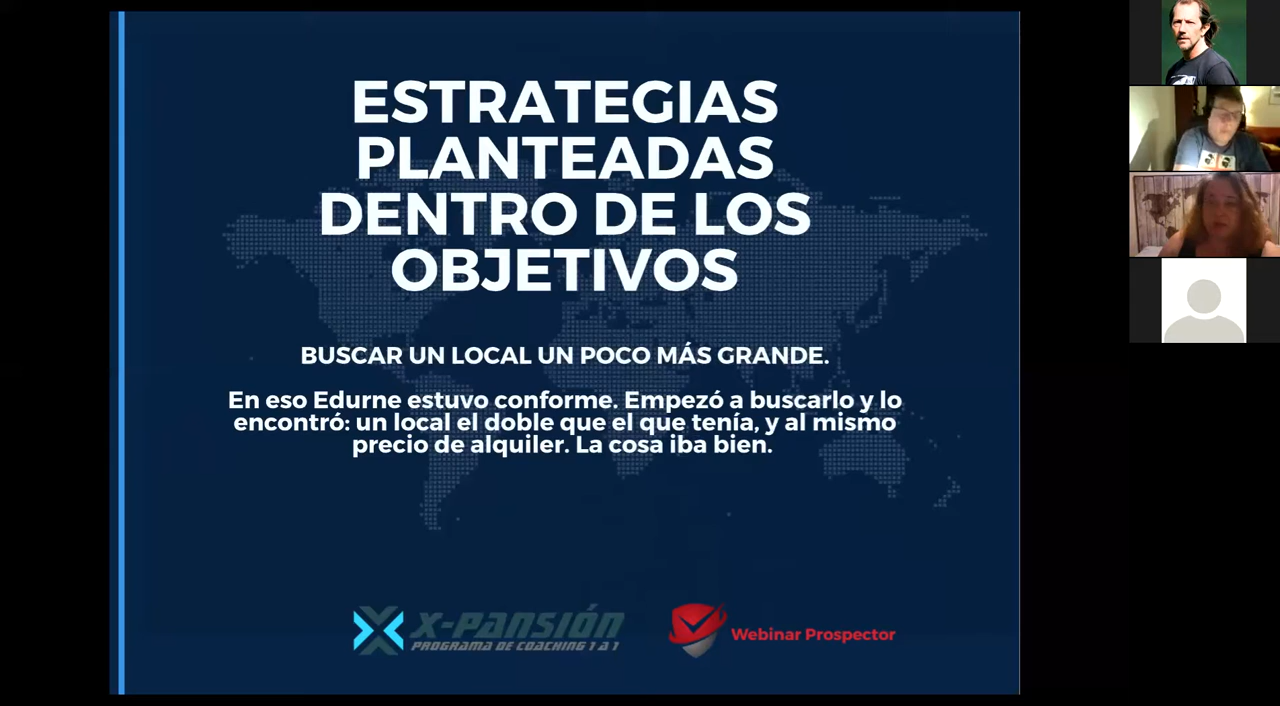 ESTRATEGIAS
PLANTEADAS
DENTRO DE LOS
OBJETIVOS
BUSCAR UN LOCAL UN POCO MÁS GRANDE.
En eso Edurne estuvo conforme. Empezó a buscarlo y lo
encontró: un local el doble que el que tenía, y al mismo
precio de alquiler. La cosa iba bien.
X-PANSIÓN
PROGRAMA DE COACHING 1 A 1
Webinar Prospector